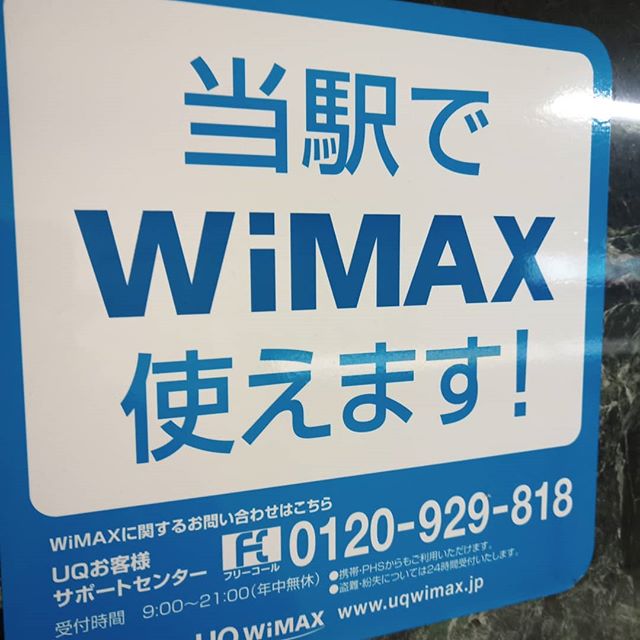 当駅で
WiMAX
使えます!
WiMAXに関するお問い合わせはこちら
UQお客様
サポートセンター
フリーコール
0120-929-818
受付時間 9:00~21:00(年中無休)
●携帯・PHSからもご利用いただけます。
●盗難・紛失については24時間受付いたします。
UQ WiMAX www.uqwimax.jp